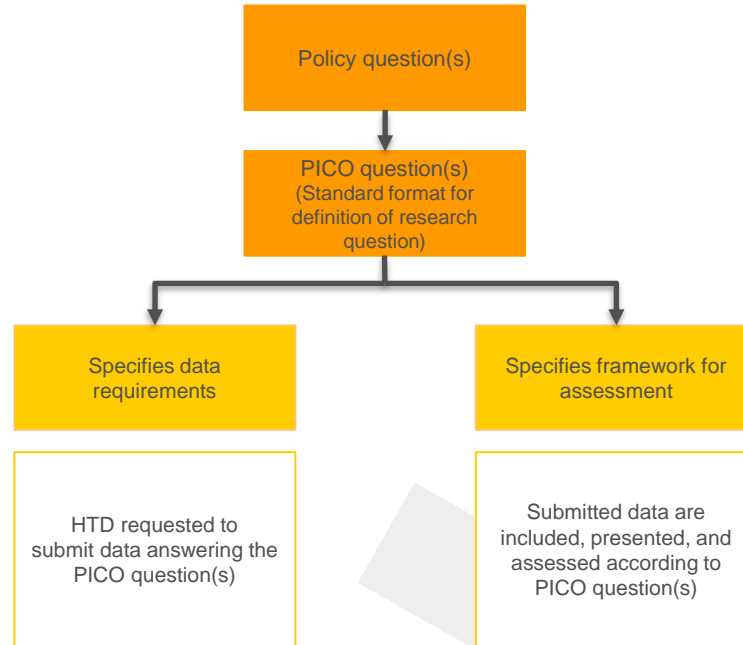 Policy question(s)
PICO question(s)
(Standard format for
definition of research
question)
Specifies data
requirements
Specifies framework for
assessment
HTD requested to
submit data answering the
PICO question(s)
Submitted data are
included, presented, and
assessed according to
PICO question(s)